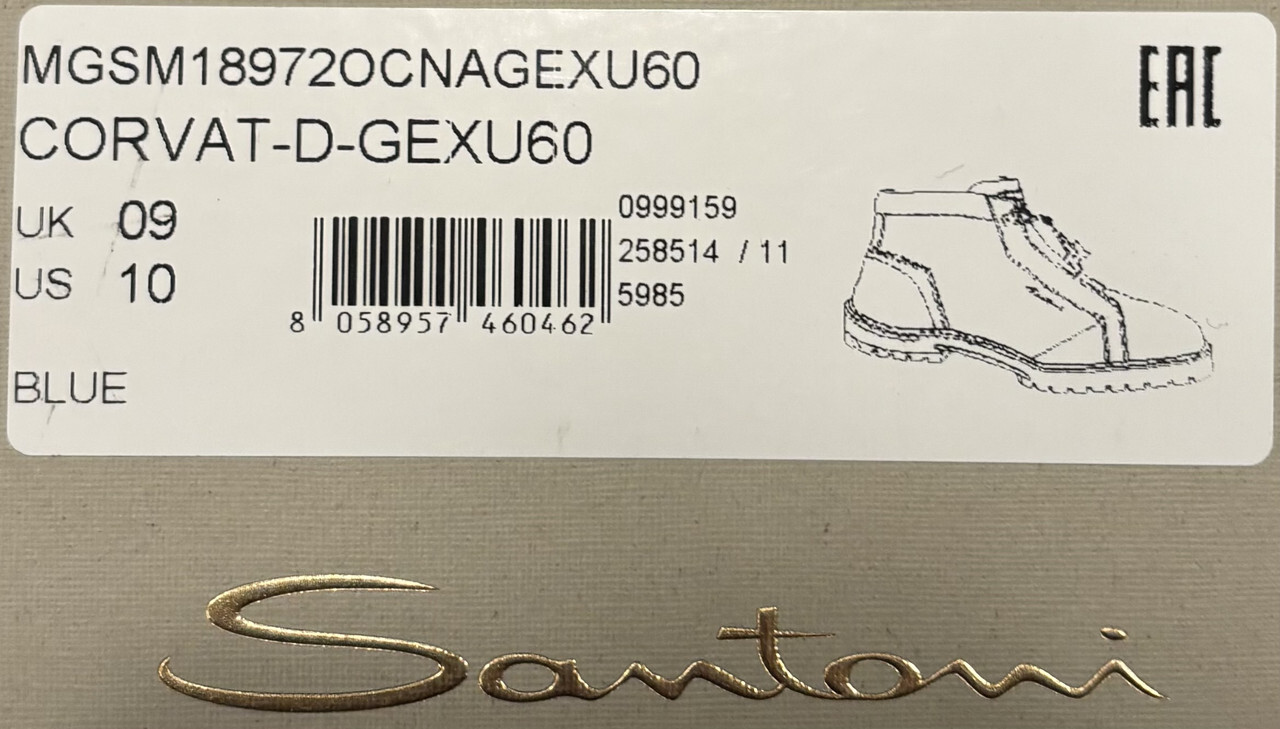 MGSM18972OCNAGEXU60
EAC
CORVAT-D-GEXU60
UK 09
US 10
0999159
258514 / 11
5985
8 058957 460462
BLUE
Santoni